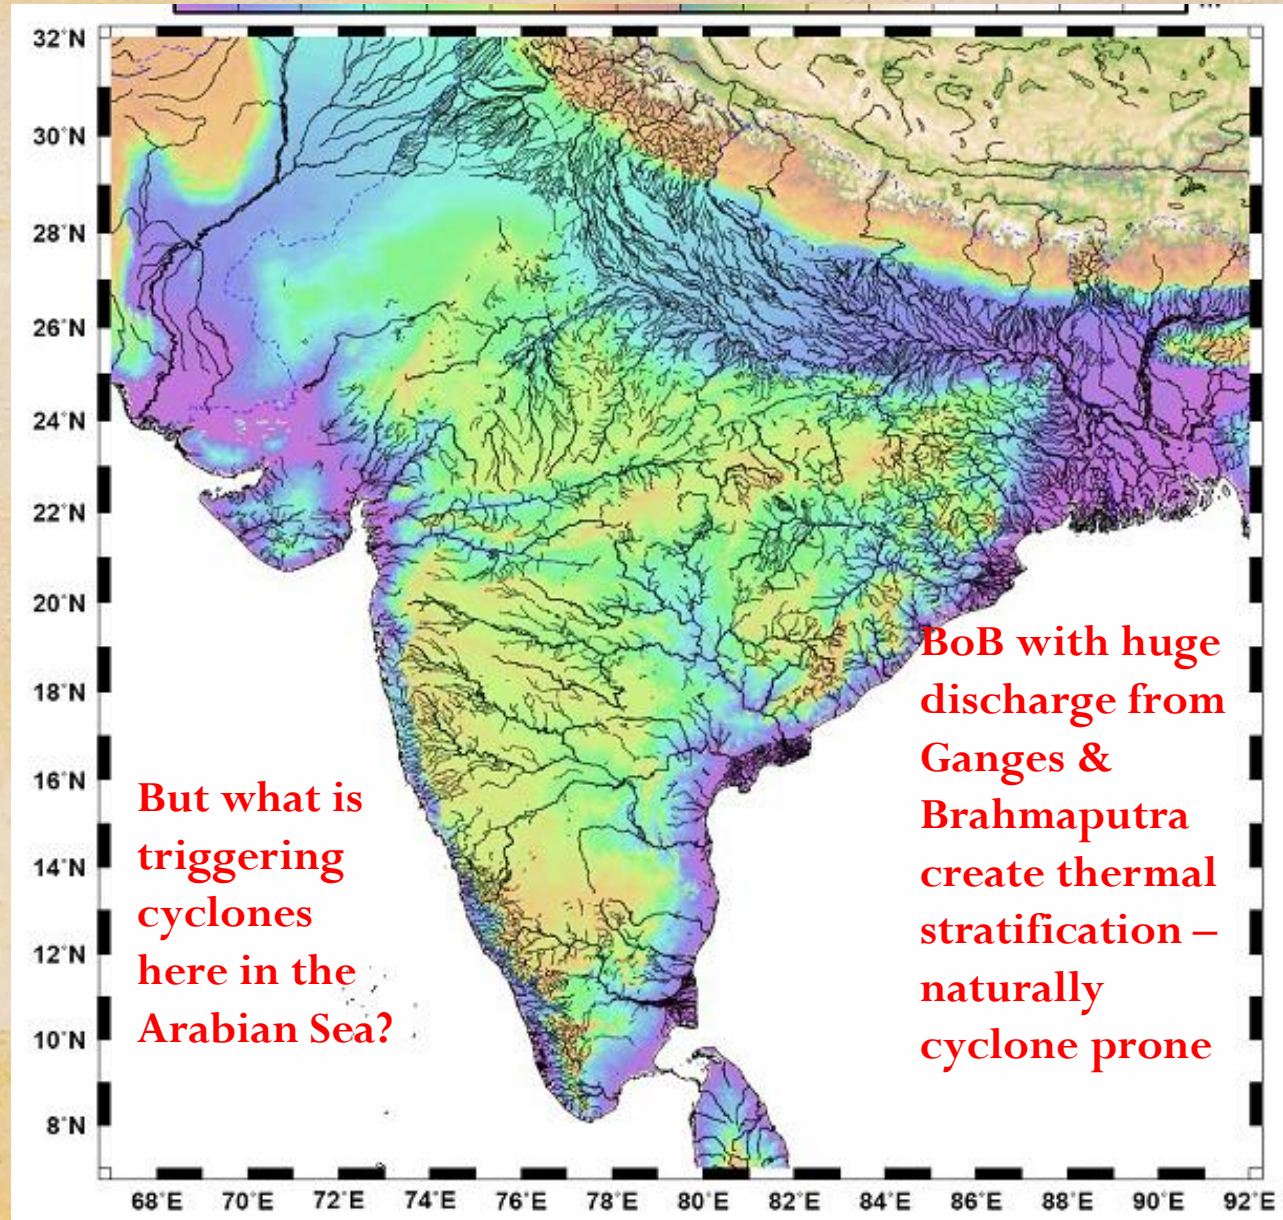 32°N
30°N
28°N
26°N
24°N
22°N
20°N
18°N
16°N
14°N
12°N
10°N
8°N
BoB with huge
discharge from
Ganges &
Brahmaputra
create thermal
stratification –
naturally
cyclone prone
But what is
triggering
cyclones
here in the
Arabian Sea?
68°E 70°E 72°E 74°E 76°E 78°E 80°E 82°E 84°E 86°E 88°E 90°E 92°E